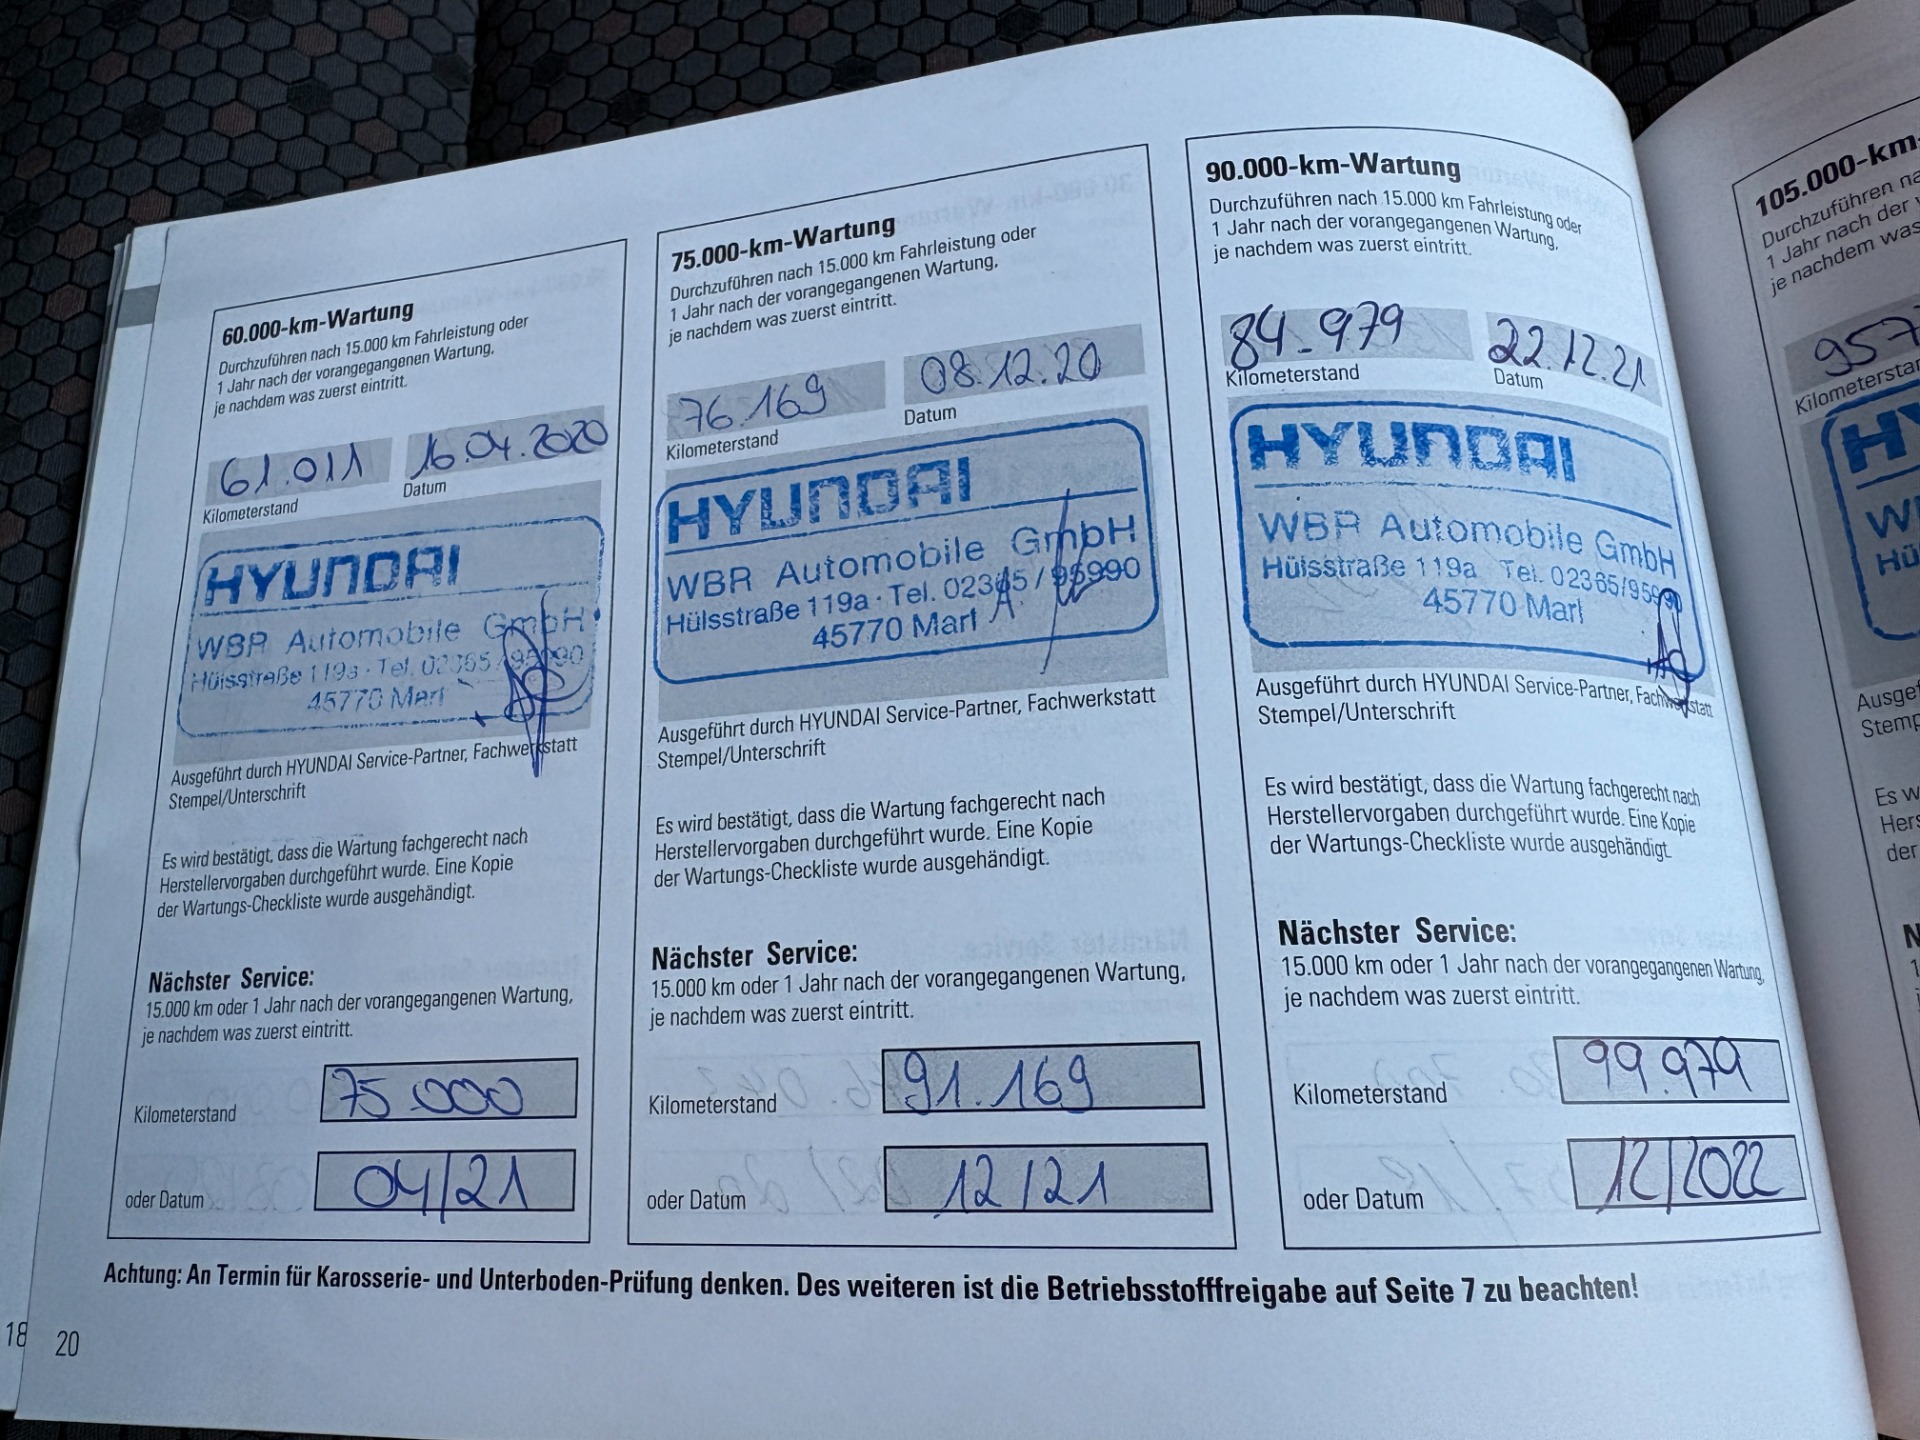 60.000-km-Wartung
Durchzuführen nach 15.000 km Fahrleistung oder
1 Jahr nach der vorangegangenen Wartung,
je nachdem was zuerst eintritt.
61.011 16.04.2020
Kilometerstand Datum
HYUNDAI
WBR Automobile GmbH
Hülsstraße 119a · Tel. 02365/95990
45770 Marl
Ausgeführt durch HYUNDAI Service-Partner, Fachwerkstatt
Stempel/Unterschrift
Es wird bestätigt, dass die Wartung fachgerecht nach
Herstellervorgaben durchgeführt wurde. Eine Kopie
der Wartungs-Checkliste wurde ausgehändigt.
Nächster Service:
15.000 km oder 1 Jahr nach der vorangegangenen Wartung,
je nachdem was zuerst eintritt.
Kilometerstand 75.000
oder Datum 04/21
75.000-km-Wartung
Durchzuführen nach 15.000 km Fahrleistung oder
1 Jahr nach der vorangegangenen Wartung,
je nachdem was zuerst eintritt.
76.169 08.12.20
Kilometerstand Datum
HYUNDAI
WBR Automobile GmbH
Hülsstraße 119a · Tel. 02365/95990
45770 Marl
Ausgeführt durch HYUNDAI Service-Partner, Fachwerkstatt
Stempel/Unterschrift
Es wird bestätigt, dass die Wartung fachgerecht nach
Herstellervorgaben durchgeführt wurde. Eine Kopie
der Wartungs-Checkliste wurde ausgehändigt.
Nächster Service:
15.000 km oder 1 Jahr nach der vorangegangenen Wartung,
je nachdem was zuerst eintritt.
Kilometerstand 91.169
oder Datum 12/21
90.000-km-Wartung
Durchzuführen nach 15.000 km Fahrleistung oder
1 Jahr nach der vorangegangenen Wartung,
je nachdem was zuerst eintritt.
84.979 22.12.21
Kilometerstand Datum
HYUNDAI
WBR Automobile GmbH
Hülsstraße 119a Tel. 02365/95990
45770 Marl
Ausgeführt durch HYUNDAI Service-Partner, Fachwerkstatt
Stempel/Unterschrift
Es wird bestätigt, dass die Wartung fachgerecht nach
Herstellervorgaben durchgeführt wurde. Eine Kopie
der Wartungs-Checkliste wurde ausgehändigt.
Nächster Service:
15.000 km oder 1 Jahr nach der vorangegangenen Wartung,
je nachdem was zuerst eintritt.
Kilometerstand 99.979
oder Datum 12/2022
Achtung: An Termin für Karosserie- und Unterboden-Prüfung denken. Des weiteren ist die Betriebsstofffreigabe auf Seite 7 zu beachten!
18 20
105.000-km-
Durchzuführen
1 Jahr nach der
je nachdem was
957
HY
Es
der